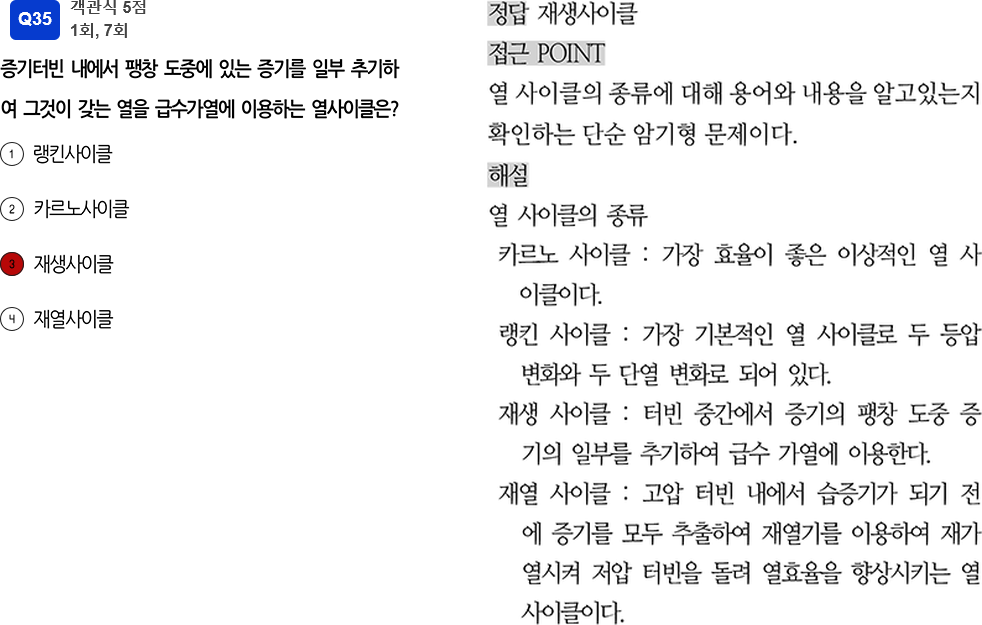 Q35
객관식 5점
1회, 7회
증기터빈 내에서 팽창 도중에 있는 증기를 일부 추기하
여 그것이 갖는 열을 급수가열에 이용하는 열사이클은?
① 랭킨사이클
② 카르노사이클
③ 재생사이클
④ 재열사이클
정답 재생사이클
접근 POINT
열 사이클의 종류에 대해 용어와 내용을 알고있는지
확인하는 단순 암기형 문제이다.
해설
열 사이클의 종류
카르노 사이클 : 가장 효율이 좋은 이상적인 열 사
이클이다.
랭킨 사이클 : 가장 기본적인 열 사이클로 두 등압
변화와 두 단열 변화로 되어 있다.
재생 사이클 : 터빈 중간에서 증기의 팽창 도중 증
기의 일부를 추기하여 급수 가열에 이용한다.
재열 사이클 : 고압 터빈 내에서 습증기가 되기 전
에 증기를 모두 추출하여 재열기를 이용하여 재가
열시켜 저압 터빈을 돌려 열효율을 향상시키는 열
사이클이다.